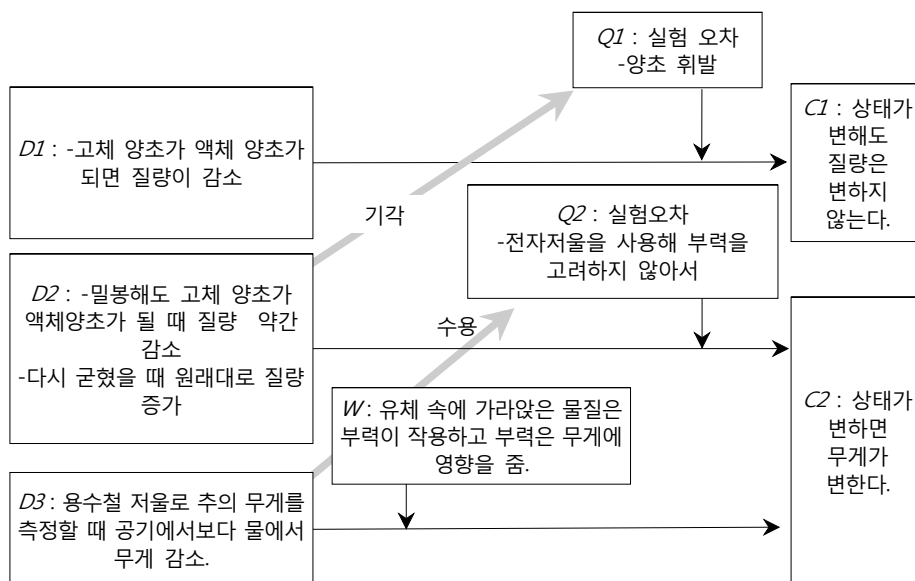 Q1 : 실험 오차
-양초 휘발
D1 : -고체 양초가 액체 양초가
되면 질량이 감소
C1 : 상태가
변해도
질량은
변하지
않는다.
기각
Q2 : 실험오차
-전자저울을 사용해 부력을
고려하지 않아서
D2 : -밀봉해도 고체 양초가
액체양초가 될 때 질량 약간
감소
-다시 굳혔을 때 원래대로 질량
증가
수용
W : 유체 속에 가라앉은 물질은
부력이 작용하고 부력은 무게에
영향을 줌.
C2 : 상태가
변하면
무게가
변한다.
D3 : 용수철 저울로 추의 무게를
측정할 때 공기에서보다 물에서
무게 감소.